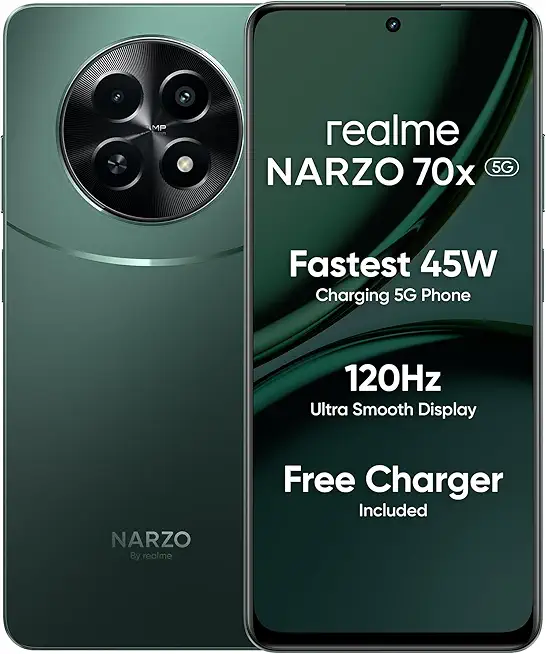 MP
NARZO
By realme
realme
NARZO 70x 5G
Fastest 45W
Charging 5G Phone
120Hz
Ultra Smooth Display
Free Charger
Included